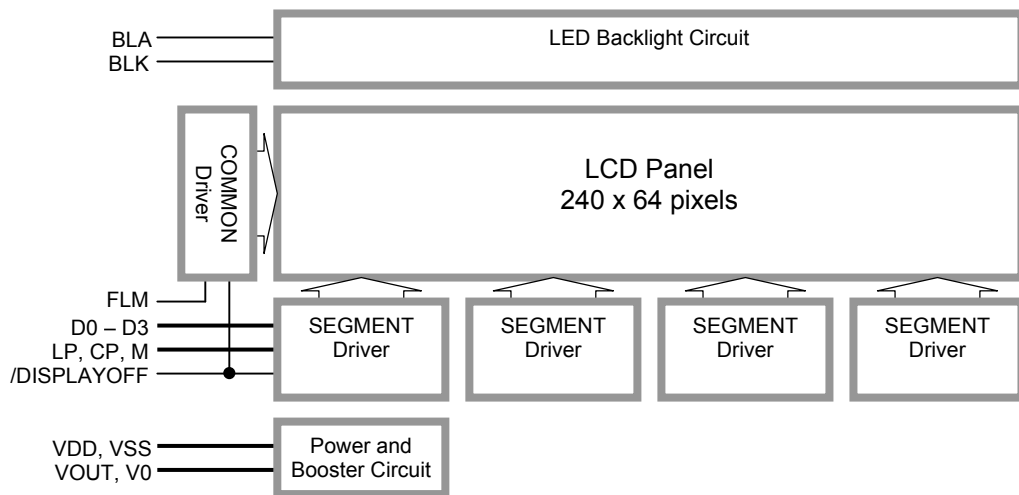 BLA
BLK
LED Backlight Circuit
COMMON
Driver
LCD Panel
240 x 64 pixels
FLM
D0 – D3
LP, CP, M
/DISPLAYOFF
SEGMENT
Driver
SEGMENT
Driver
SEGMENT
Driver
SEGMENT
Driver
VDD, VSS
VOUT, V0
Power and
Booster Circuit